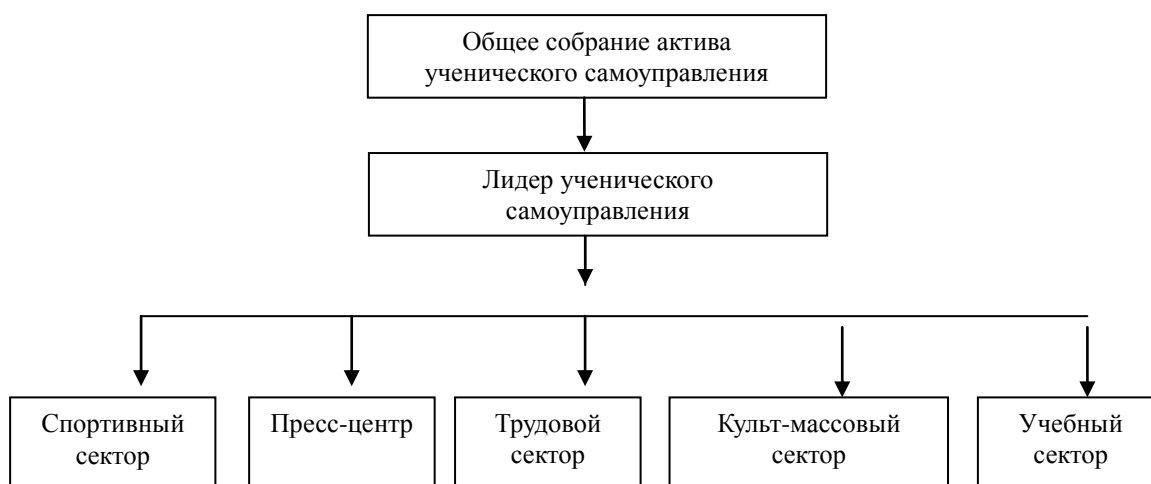 Общее собрание актива
ученического самоуправления
Лидер ученического
самоуправления
Спортивный
сектор
Пресс-центр
Трудовой
сектор
Культ-массовый
сектор
Учебный
сектор